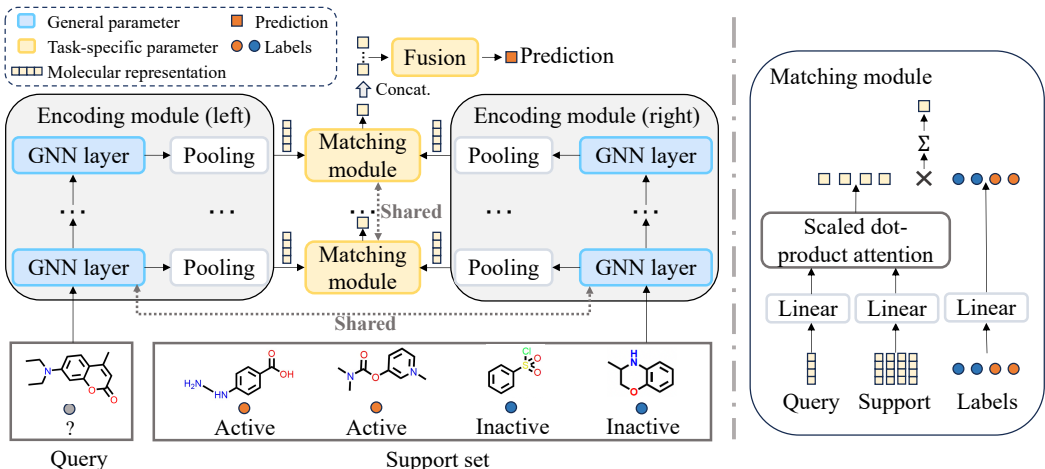 General parameter
Prediction
Task-specific parameter
Labels
Molecular representation
Fusion
Prediction
Concat.
Encoding module (left)
Encoding module (right)
GNN layer
Pooling
Matching
module
Pooling
GNN layer
...
...
...
Shared
...
...
GNN layer
Pooling
Matching
module
Pooling
GNN layer
Shared
N
O
O
?
Query
H₂N
HN
O
OH
Active
N
O
O
N⁺
Active
Cl
S
O
O
Inactive
H
N
O
Inactive
Support set
Matching module
Σ
×
Scaled dot-
product attention
Linear
Linear
Linear
Query
Support
Labels